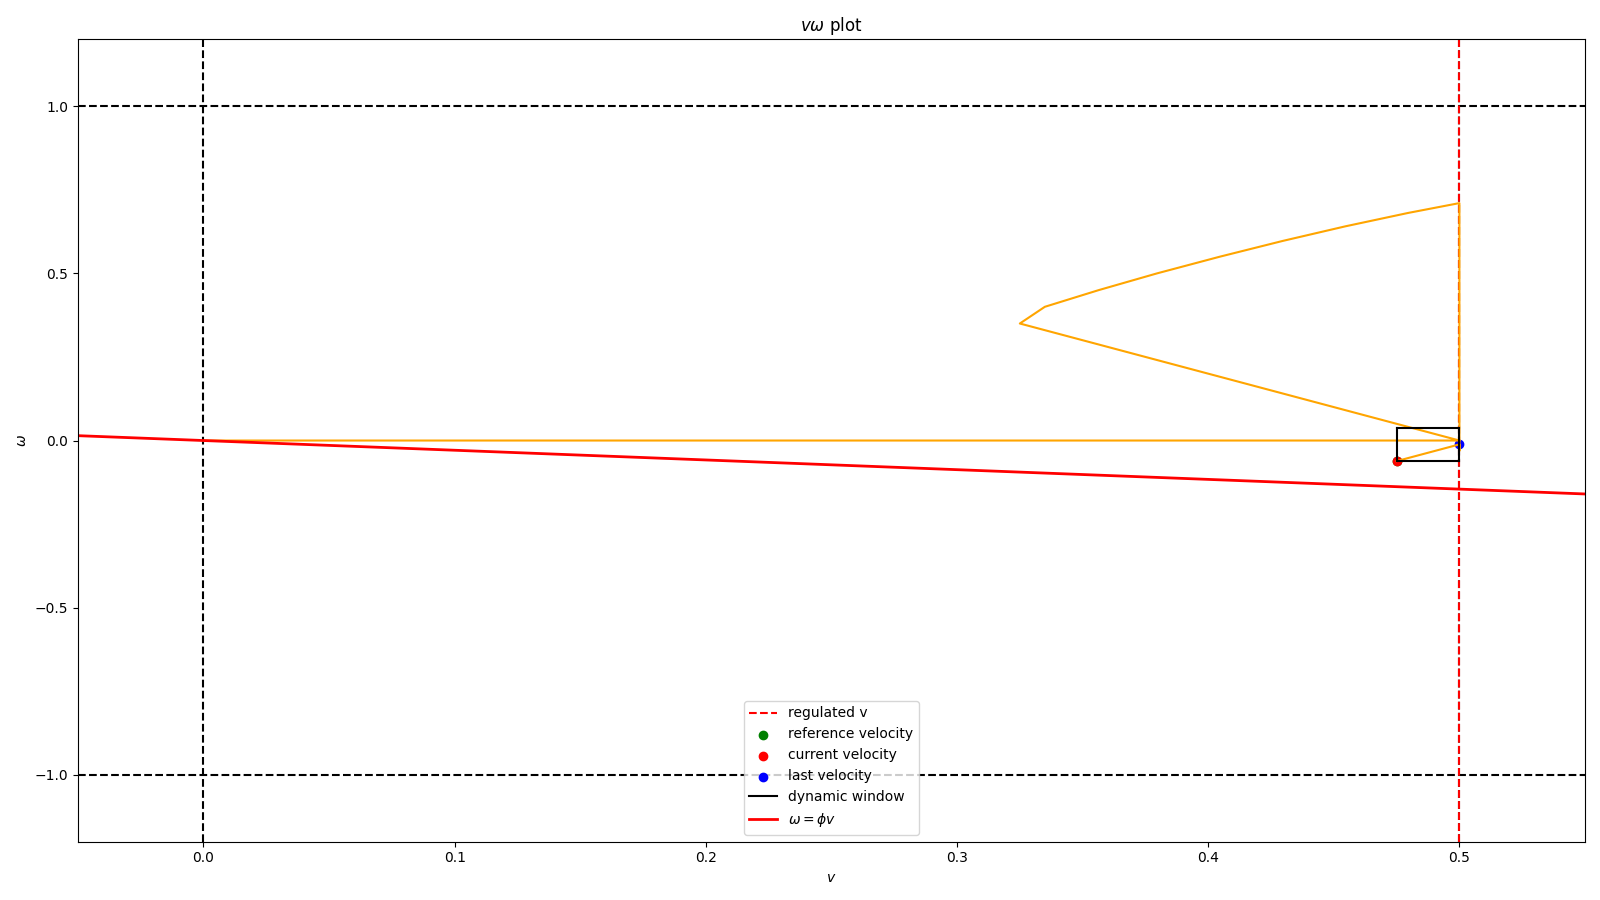 vω plot
1.0
0.5
0.0
−0.5
−1.0
ω
regulated v
reference velocity
current velocity
last velocity
dynamic window
ω = ϕv
0.0 0.1 0.2 0.3 0.4 0.5
v